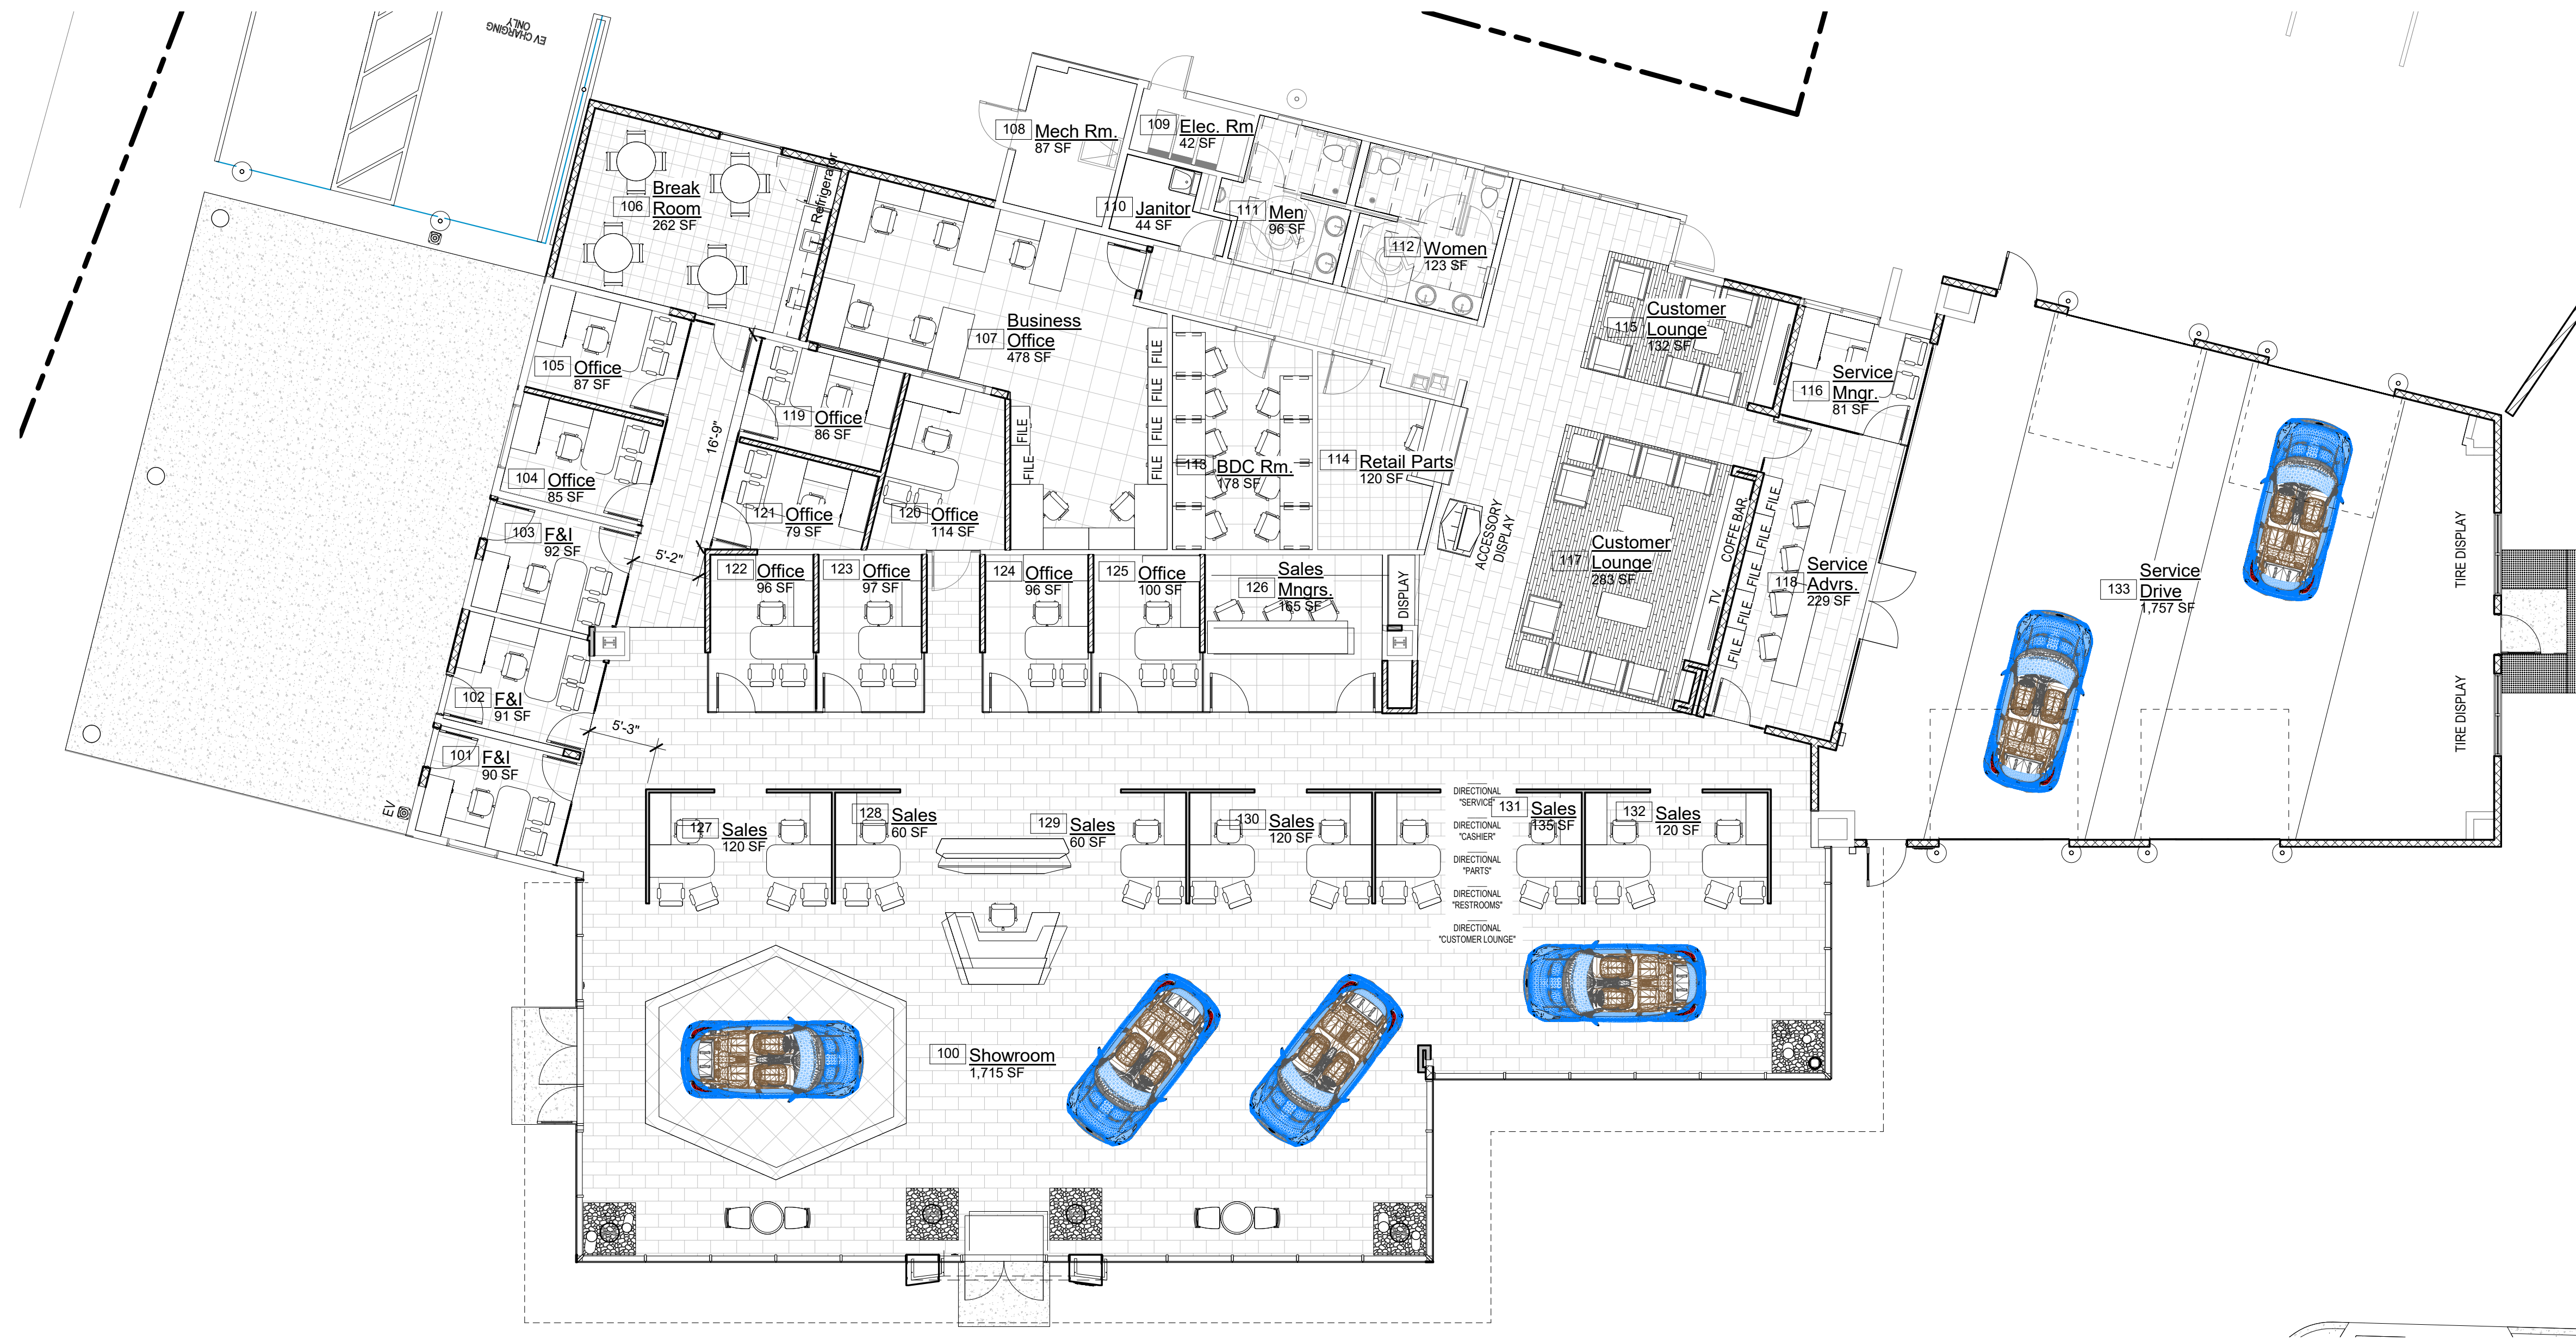 EV CHARGING
ONLY
108 Mech Rm.
87 SF
109 Elec. Rm
42 SF
106 Break
Room
262 SF
Refrigerator
110 Janitor
44 SF
111 Men
96 SF
112 Women
123 SF
107 Business
Office
478 SF
115 Customer
Lounge
132 SF
116 Service
Mngr.
81 SF
105 Office
87 SF
119 Office
86 SF
16'-9"
FILE
FILE
FILE
FILE
FILE
FILE
104 Office
85 SF
113 BDC Rm.
178 SF
114 Retail Parts
120 SF
103 F&I
92 SF
121 Office
79 SF
120 Office
114 SF
5'-2"
ACCESSORY
DISPLAY
117 Customer
Lounge
283 SF
COFFE BAR
TV
FILE
FILE
FILE
FILE
FILE
118 Service
Advrs.
229 SF
133 Service
Drive
1,757 SF
TIRE DISPLAY
TIRE DISPLAY
122 Office
96 SF
123 Office
97 SF
124 Office
96 SF
125 Office
100 SF
126 Sales
Mngrs.
165 SF
DISPLAY
102 F&I
91 SF
5'-3"
101 F&I
90 SF
EV
127 Sales
120 SF
128 Sales
60 SF
129 Sales
60 SF
130 Sales
120 SF
DIRECTIONAL
"SERVICE"
DIRECTIONAL
"CASHIER"
DIRECTIONAL
"PARTS"
DIRECTIONAL
"RESTROOMS"
DIRECTIONAL
"CUSTOMER LOUNGE"
131 Sales
135 SF
132 Sales
120 SF
100 Showroom
1,715 SF